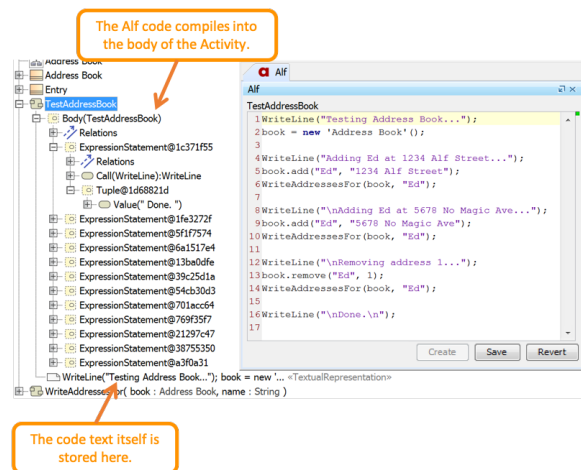 The Alf code compiles into
the body of the Activity.
Address Book
Address Book
Entry
TestAddressBook
Body(TestAddressBook)
Relations
ExpressionStatement@1c371f55
Relations
Call(WriteLine):WriteLine
Tuple@1d68821d
Value(" Done. ")
ExpressionStatement@1fe3272f
ExpressionStatement@5f1f7574
ExpressionStatement@6a1517e4
ExpressionStatement@13ba0dfe
ExpressionStatement@39c25d1a
ExpressionStatement@54cb30d3
ExpressionStatement@701acc64
ExpressionStatement@769f35f7
ExpressionStatement@21297c47
ExpressionStatement@38755350
ExpressionStatement@a3f0a31
WriteLine("Testing Address Book..."); book = new '... «TextualRepresentation»
WriteAddressesFor( book : Address Book, name : String )
a Alf
Alf
TestAddressBook
1 WriteLine("Testing Address Book...");
2 book = new 'Address Book'();
3
4 WriteLine("Adding Ed at 1234 Alf Street...");
5 book.add("Ed", "1234 Alf Street");
6 WriteAddressesFor(book, "Ed");
7
8 WriteLine("\nAdding Ed at 5678 No Magic Ave...");
9 book.add("Ed", "5678 No Magic Ave");
10 WriteAddressesFor(book, "Ed");
11
12 WriteLine("\nRemoving address 1...");
13 book.remove("Ed", 1);
14 WriteAddressesFor(book, "Ed");
15
16 WriteLine("\nDone.\n");
17
Create Save Revert
The code text itself is
stored here.